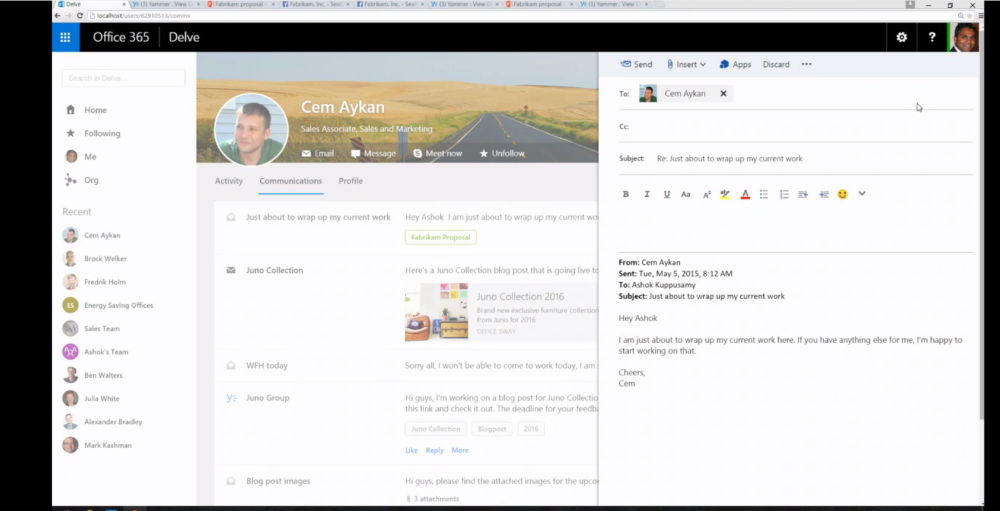 Delve
(3) Yammer : View Co
Fabrikam proposal -
Fabrikam, Inc. - Seatt
Fabrikam, Inc. - Seatt
(3) Yammer : View Co
Fabrikam proposal -
(3) Yammer : View Co
localhost/users/62910513/comms
Office 365
Delve
?
Search in Delve...
Home
Following
Me
Org
Recent
Cem Aykan
Brock Welker
Fredrik Holm
ES
Energy Saving Offices
Sales Team
Ashok's Team
Ben Walters
Julia White
Alexander Bradley
Mark Kashman
Cem Aykan
Sales Associate, Sales and Marketing
Email
Message
Meet now
Unfollow
Activity
Communications
Profile
Just about to wrap up my current work
Hey Ashok I am just about to wrap up my current wo
Fabrikam Proposal
Juno Collection
Here's a Juno Collection blog post that is going live to
Juno Collection 2016
Brand new exclusive furniture collection
from Juno for 2016
OFFICE SWAY
WFH today
Sorry all, I won't be able to come to work today, I am
Juno Group
Hi guys, I'm working on a blog post for Juno Collectio
this link and check it out. The deadline for your feedba
Juno Collection
Blogpost
2016
Like
Reply
More
Blog post images
Hi guys, please find the attached images for the upcor
3 attachments
Send
Insert
Apps
Discard
To:
Cem Aykan
Cc:
Subject:
Re: Just about to wrap up my current work
B
I
U
Aa
A
aby
A
From: Cem Aykan
Sent: Tue, May 5, 2015, 8:12 AM
To: Ashok Kuppusamy
Subject: Just about to wrap up my current work
Hey Ashok
I am just about to wrap up my current work here. If you have anything else for me, I'm happy to
start working on that.
Cheers,
Cem